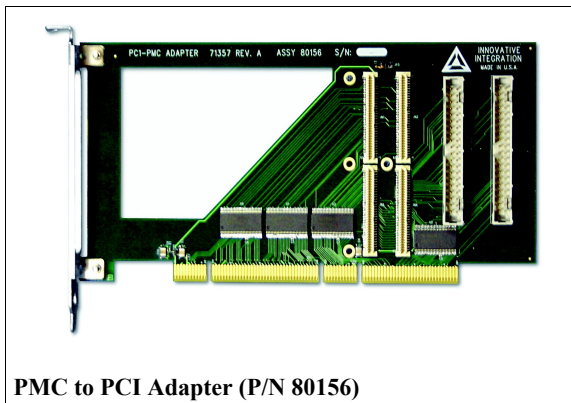 PCI-PMC ADAPTER 71357 REV. A ASSY 80156 S/N:
INNOVATIVE
INTEGRATION
MADE IN U.S.A.
PMC to PCI Adapter (P/N 80156)